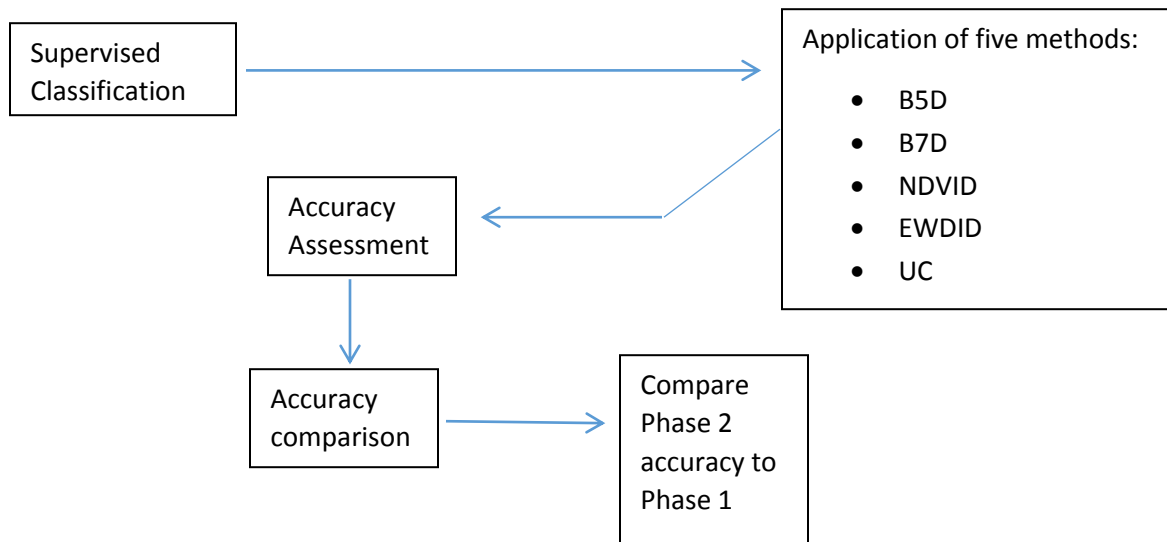 Supervised
Classification
Application of five methods:
• B5D
• B7D
• NDVID
• EWDID
• UC
Accuracy
Assessment
Accuracy
comparison
Compare
Phase 2
accuracy to
Phase 1